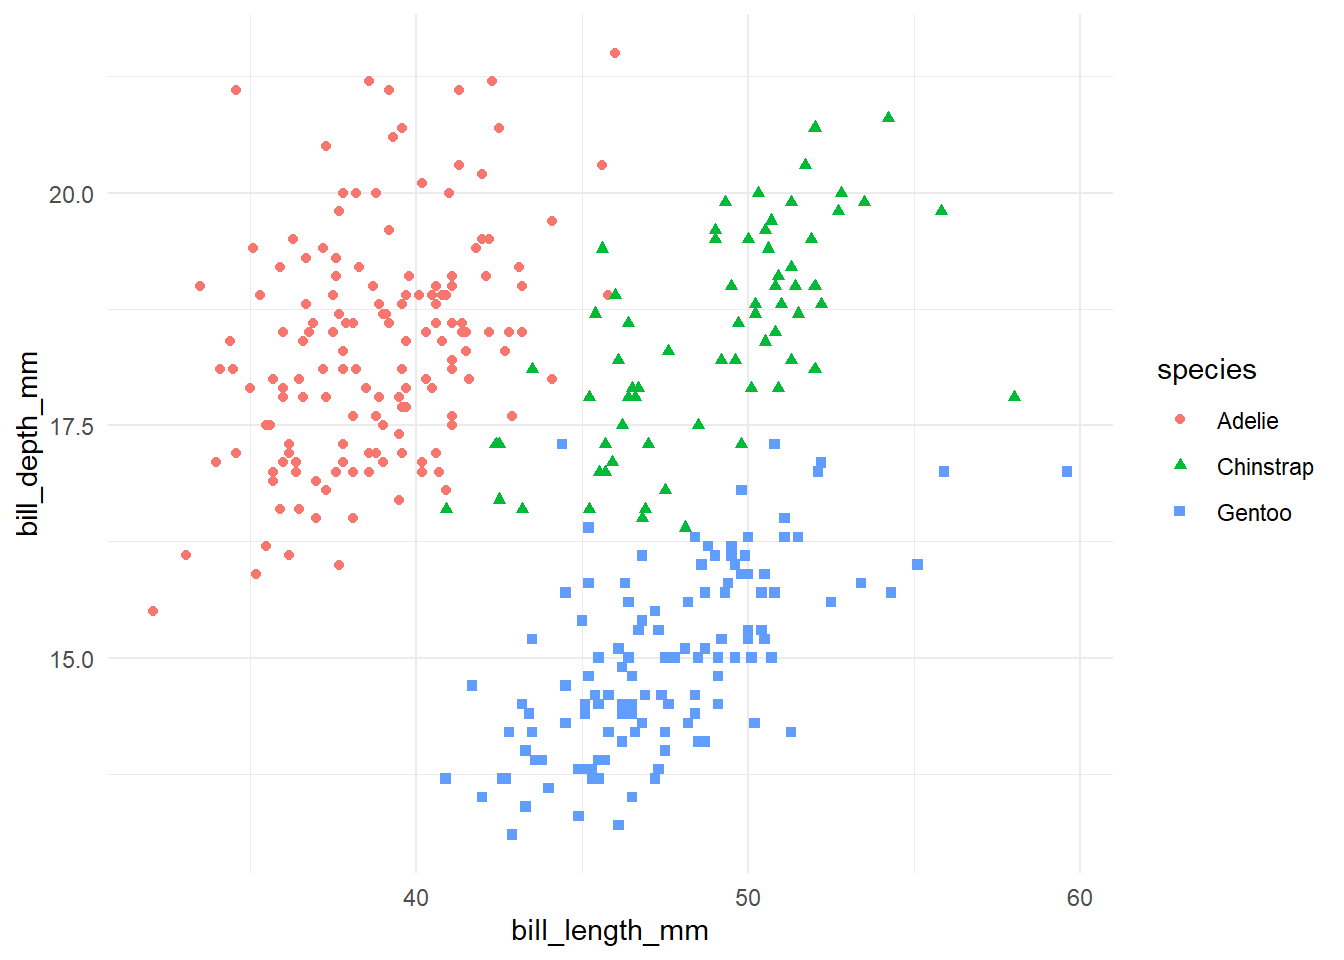 bill_depth_mm
20.0
17.5
15.0
40
50
60
bill_length_mm
species
Adelie
Chinstrap
Gentoo